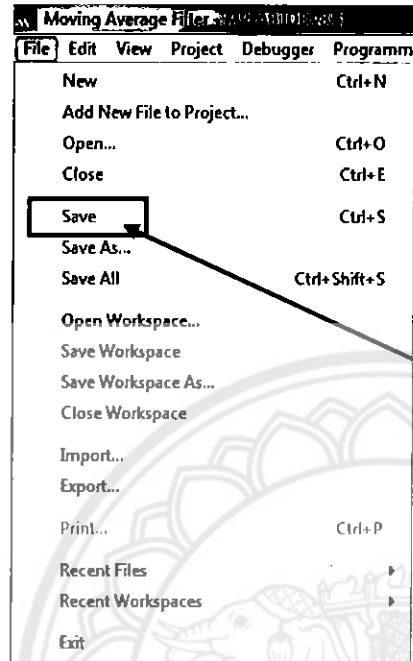 Moving Average Filter
File Edit View Project Debugger Programm
New Ctrl+N
Add New File to Project...
Open... Ctrl+O
Close Ctrl+E
Save Ctrl+S
Save As...
Save All Ctrl+Shift+S
Open Workspace...
Save Workspace
Save Workspace As...
Close Workspace
Import...
Export...
Print... Ctrl+P
Recent Files
Recent Workspaces
Exit